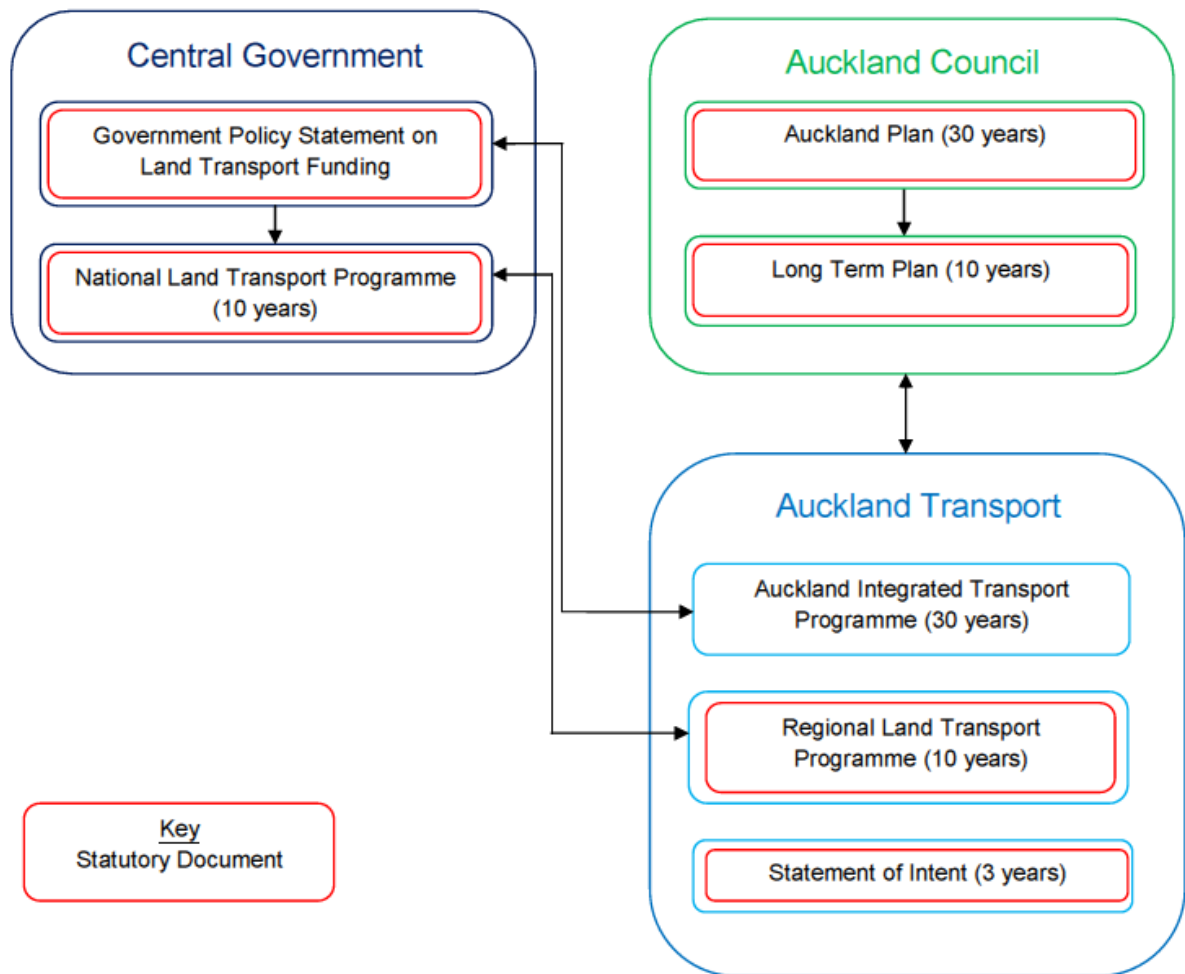 Central Government
Government Policy Statement on
Land Transport Funding
National Land Transport Programme
(10 years)
Auckland Council
Auckland Plan (30 years)
Long Term Plan (10 years)
Auckland Transport
Auckland Integrated Transport
Programme (30 years)
Regional Land Transport
Programme (10 years)
Statement of Intent (3 years)
Key
Statutory Document